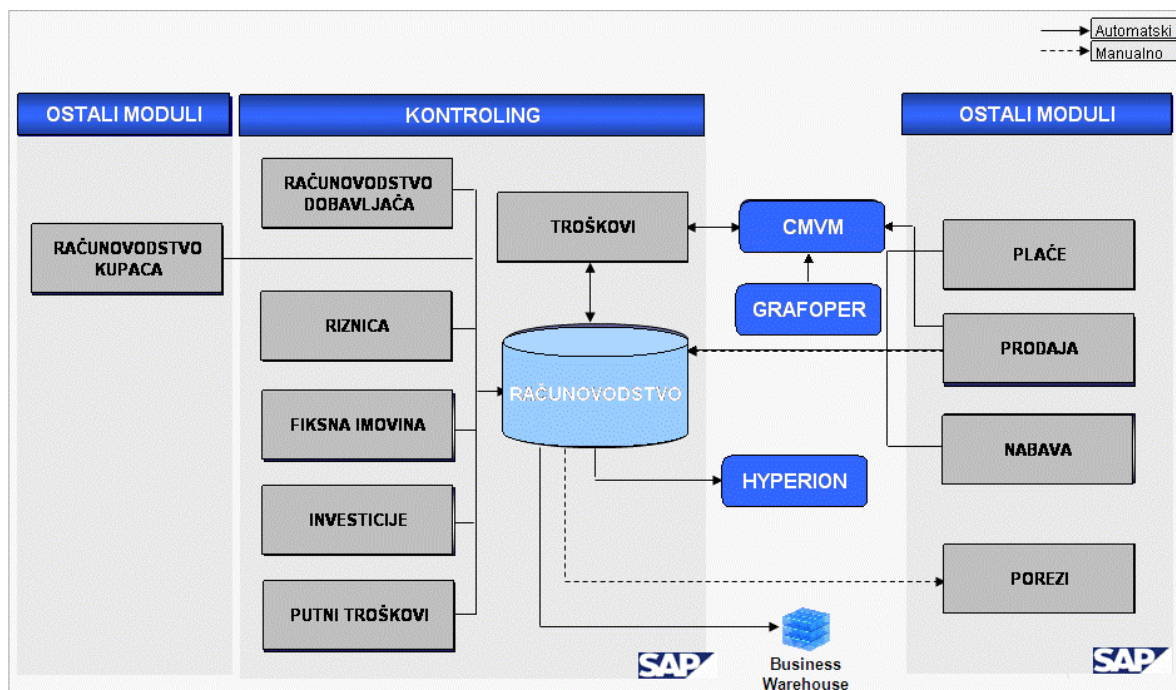 Automatski
Manualno
OSTALI MODULI
KONTROLING
OSTALI MODULI
RAČUNOVODSTVO
DOBAVLJAČA
RAČUNOVODSTVO
KUPACA
RIZNICA
FIKSNA IMOVINA
INVESTICIJE
PUTNI TROŠKOVI
TROŠKOVI
RAČUNOVODSTVO
CMVM
GRAFOPER
HYPERION
PLAĆE
PRODAJA
NABAVA
POREZI
SAP
Business
Warehouse
SAP